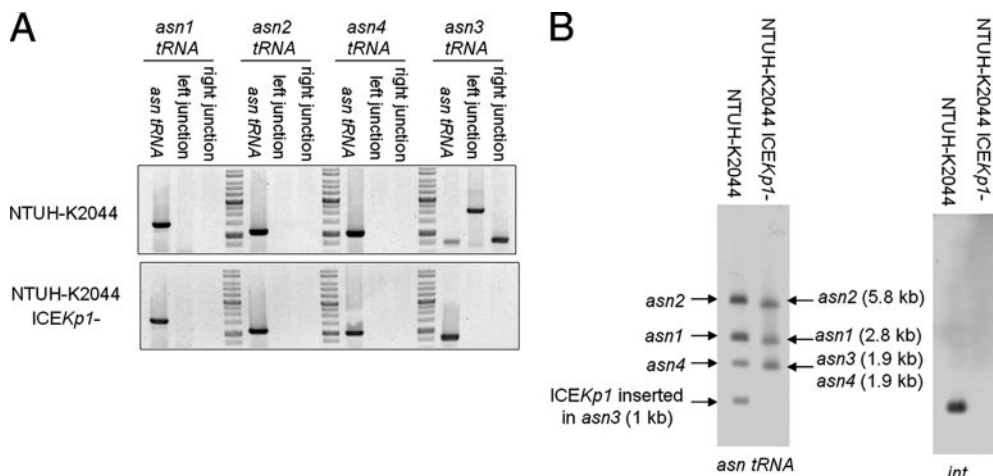 A
asn1 tRNA
asn2 tRNA
asn4 tRNA
asn3 tRNA
asn tRNA
left junction
right junction
asn tRNA
left junction
right junction
asn tRNA
left junction
right junction
asn tRNA
left junction
right junction
NTUH-K2044
NTUH-K2044
ICEKp1-
B
NTUH-K2044
NTUH-K2044 ICEKp1-
asn2
asn1
asn4
ICEKp1 inserted
in asn3 (1 kb)
asn2 (5.8 kb)
asn1 (2.8 kb)
asn3 (1.9 kb)
asn4 (1.9 kb)
asn tRNA
NTUH-K2044
NTUH-K2044 ICEKp1-
int